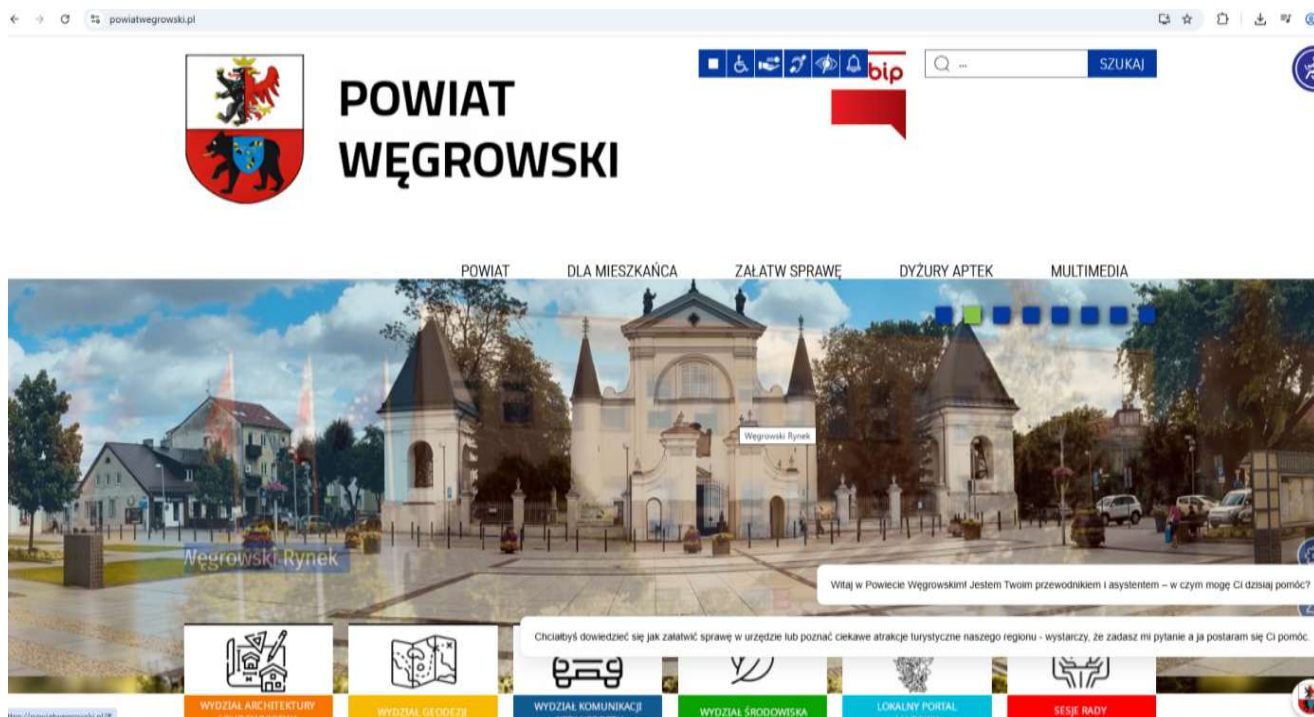 powiatwegrowski.pl
bip
...
SZUKAJ
POWIAT
WĘGROWSKI
POWIAT
DLA MIESZKAŃCA
ZAŁATW SPRAWĘ
DYŻURY APTEK
MULTIMEDIA
Węgrowski Rynek
Węgrowski Rynek
Witaj w Powiecie Węgrowskim! Jestem Twoim przewodnikiem i asystentem – w czym mogę Ci dzisiaj pomóc?
Chciałbyś dowiedzieć się jak załatwić sprawę w urzędzie lub poznać ciekawe atrakcje turystyczne naszego regionu - wystarczy, że zadasz mi pytanie a ja postaram się Ci pomóc.
WYDZIAŁ ARCHITEKTURY
WYDZIAŁ GEODEZJI
WYDZIAŁ KOMUNIKACJI
WYDZIAŁ ŚRODOWISKA
LOKALNY PORTAL
SESJE RADY